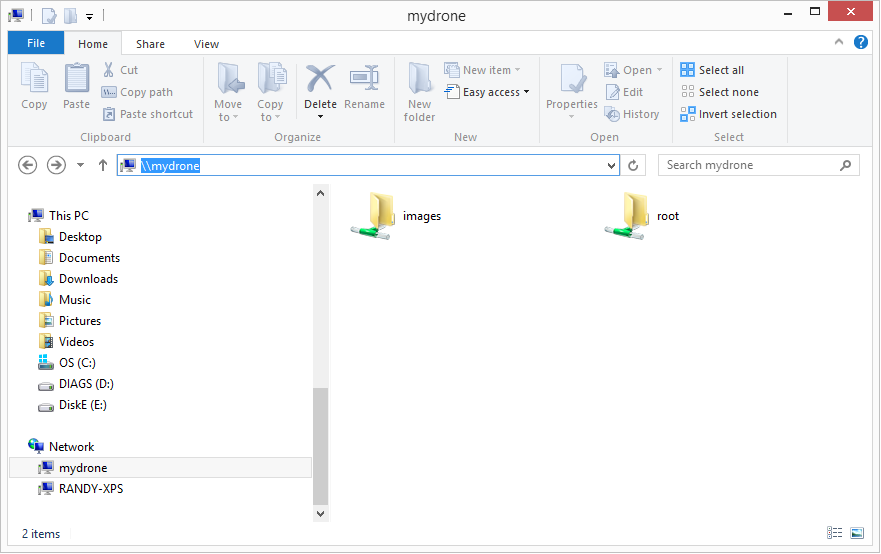 mydrone
File Home Share View
Copy
Paste
Cut
Copy path
Paste shortcut
Clipboard
Move to
Copy to
Delete
Rename
Organize
New folder
New item
Easy access
New
Properties
Open
Edit
History
Open
Select all
Select none
Invert selection
Select
\\mydrone
Search mydrone
This PC
Desktop
Documents
Downloads
Music
Pictures
Videos
OS (C:)
DIAGS (D:)
DiskE (E:)
Network
mydrone
RANDY-XPS
images
root
2 items